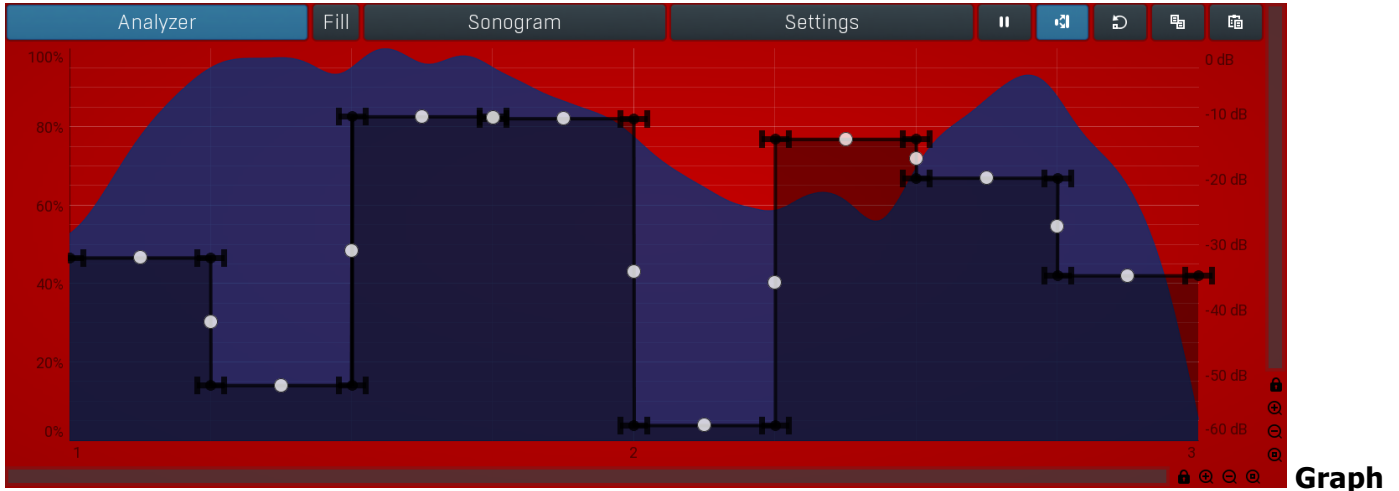 Analyzer Fill Sonogram Settings
100% 0 dB
80% -10 dB
60% -20 dB
40% -30 dB
-40 dB
20% -50 dB
0% -60 dB
1 2 3
Graph